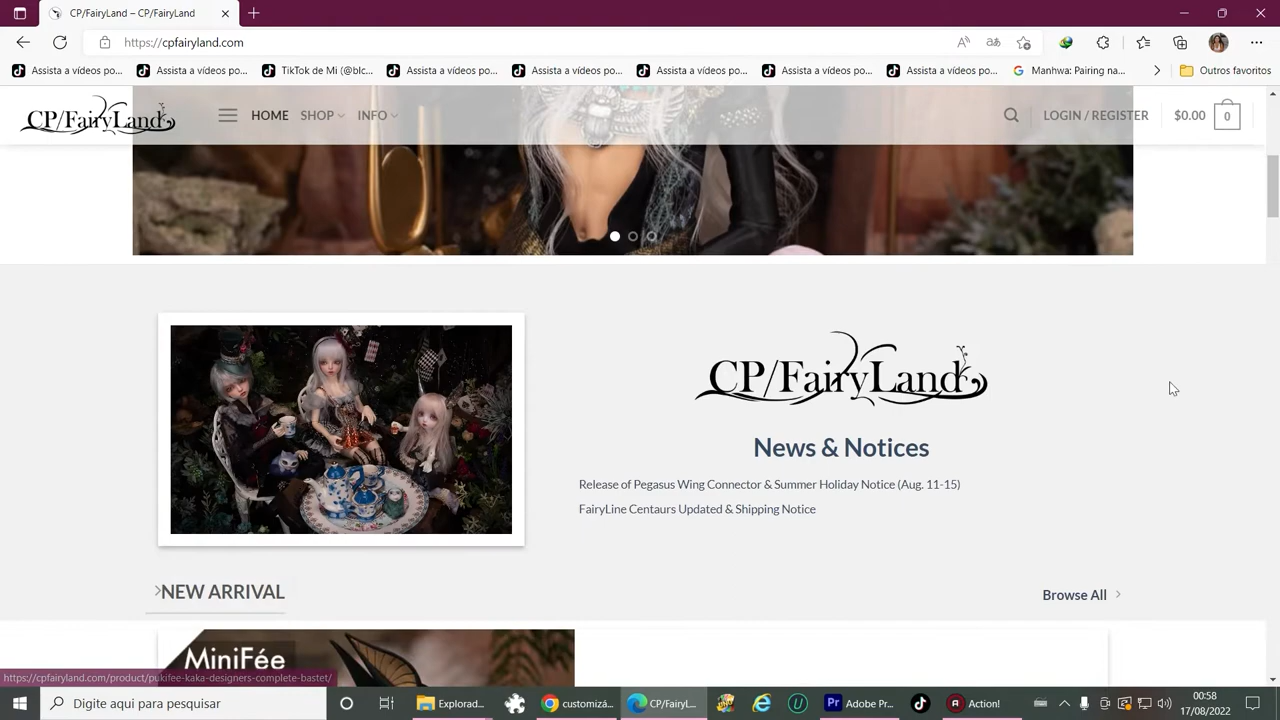 CP/FairyLand – CP/FairyLand
https://cpfairyland.com
Assista a vídeos po...
Assista a vídeos po...
TikTok de Mi (@blc...
Assista a vídeos po...
Assista a vídeos po...
Assista a vídeos po...
Assista a vídeos po...
Assista a vídeos po...
Manhwa: Pairing na...
Outros favoritos
CP/FairyLand
HOME
SHOP
INFO
LOGIN / REGISTER
$0.00
0
CP/FairyLand
News & Notices
Release of Pegasus Wing Connector & Summer Holiday Notice (Aug. 11-15)
FairyLine Centaurs Updated & Shipping Notice
NEW ARRIVAL
Browse All
MiniFée
https://cpfairyland.com/product/pukifee-kaka-designers-complete-bastet/
Digite aqui para pesquisar
Explorad...
customizá...
CP/FairyL...
Adobe Pr...
Action!
00:58
17/08/2022